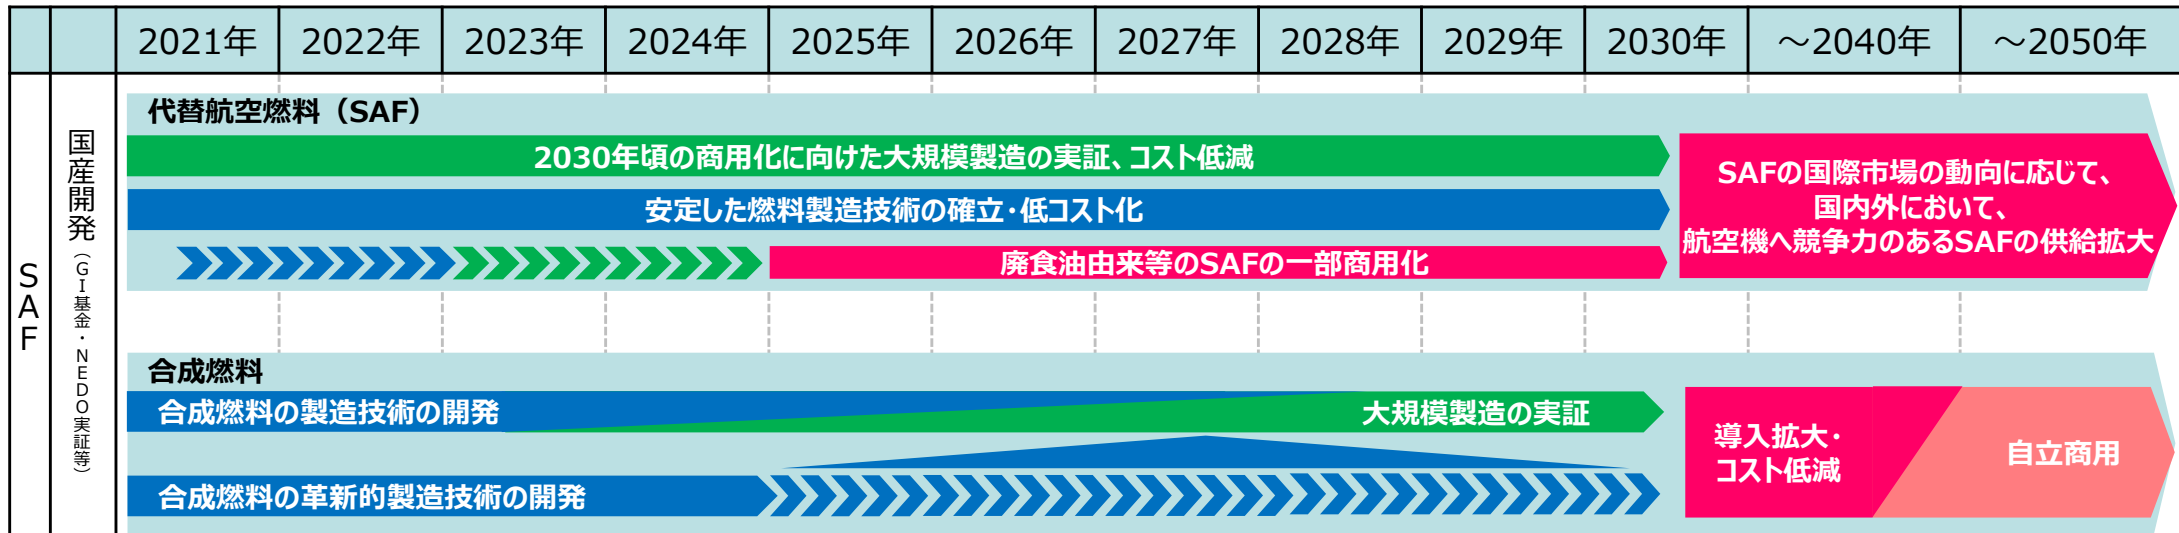 2021年 2022年 2023年 2024年 2025年 2026年 2027年 2028年 2029年 2030年 ～2040年 ～2050年
SAF
国産開発（GI基金・NEDO実証等）
代替航空燃料（SAF）
2030年頃の商用化に向けた大規模製造の実証、コスト低減
安定した燃料製造技術の確立・低コスト化
廃食油由来等のSAFの一部商用化
SAFの国際市場の動向に応じて、
国内外において、
航空機へ競争力のあるSAFの供給拡大
合成燃料
合成燃料の製造技術の開発
大規模製造の実証
合成燃料の革新的製造技術の開発
導入拡大・
コスト低減
自立商用